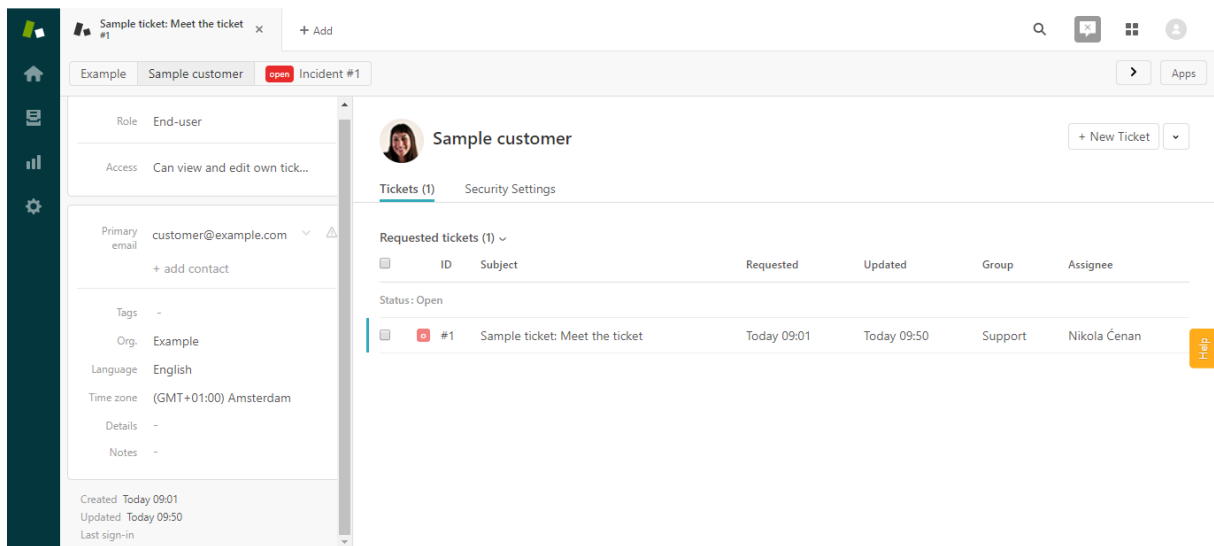 Sample ticket: Meet the ticket
#1
+ Add
Example
Sample customer
open Incident #1
Apps
Role End-user
Access Can view and edit own tick...
Primary email customer@example.com
+ add contact
Tags -
Org. Example
Language English
Time zone (GMT+01:00) Amsterdam
Details -
Notes -
Created Today 09:01
Updated Today 09:50
Last sign-in
Sample customer
+ New Ticket
Tickets (1) Security Settings
Requested tickets (1)
ID Subject Requested Updated Group Assignee
Status: Open
o #1 Sample ticket: Meet the ticket Today 09:01 Today 09:50 Support Nikola Ćenan
Help